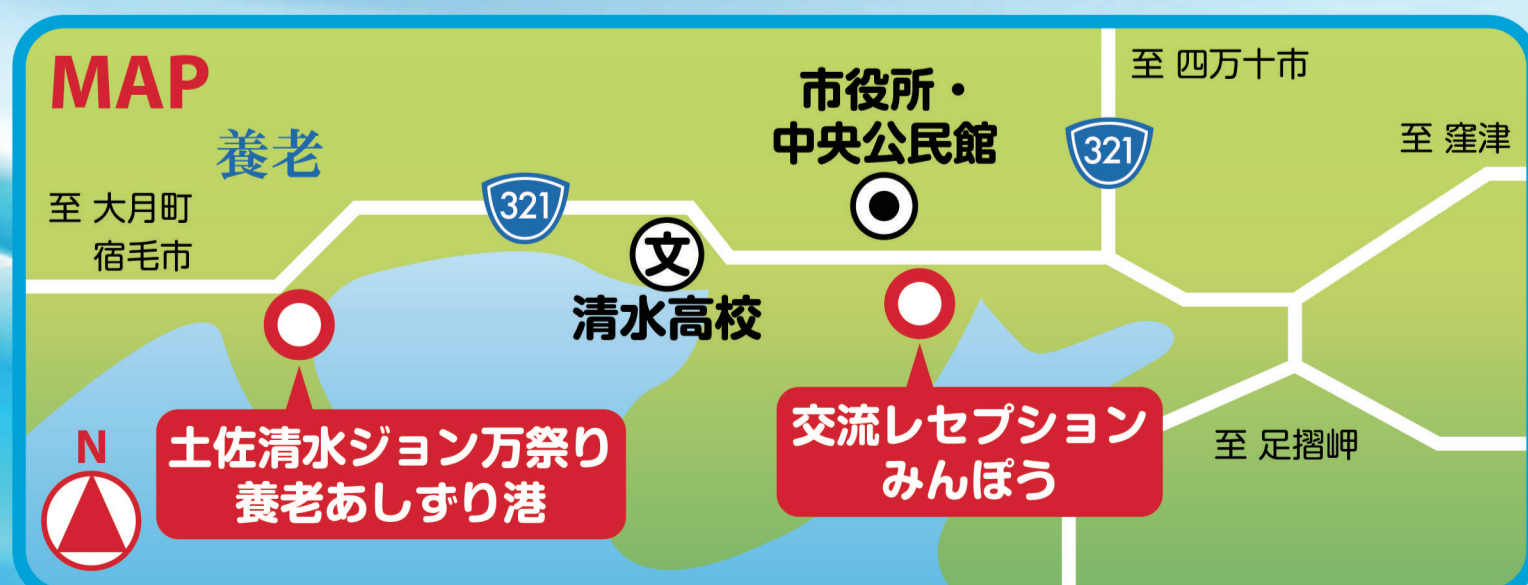 MAP
養老
至 大月町
宿毛市
321
文
清水高校
市役所・
中央公民館
至 四万十市
321
至 窪津
至 足摺岬
土佐清水ジョン万祭り
養老あしずり港
交流レセプション
みんぽう
N